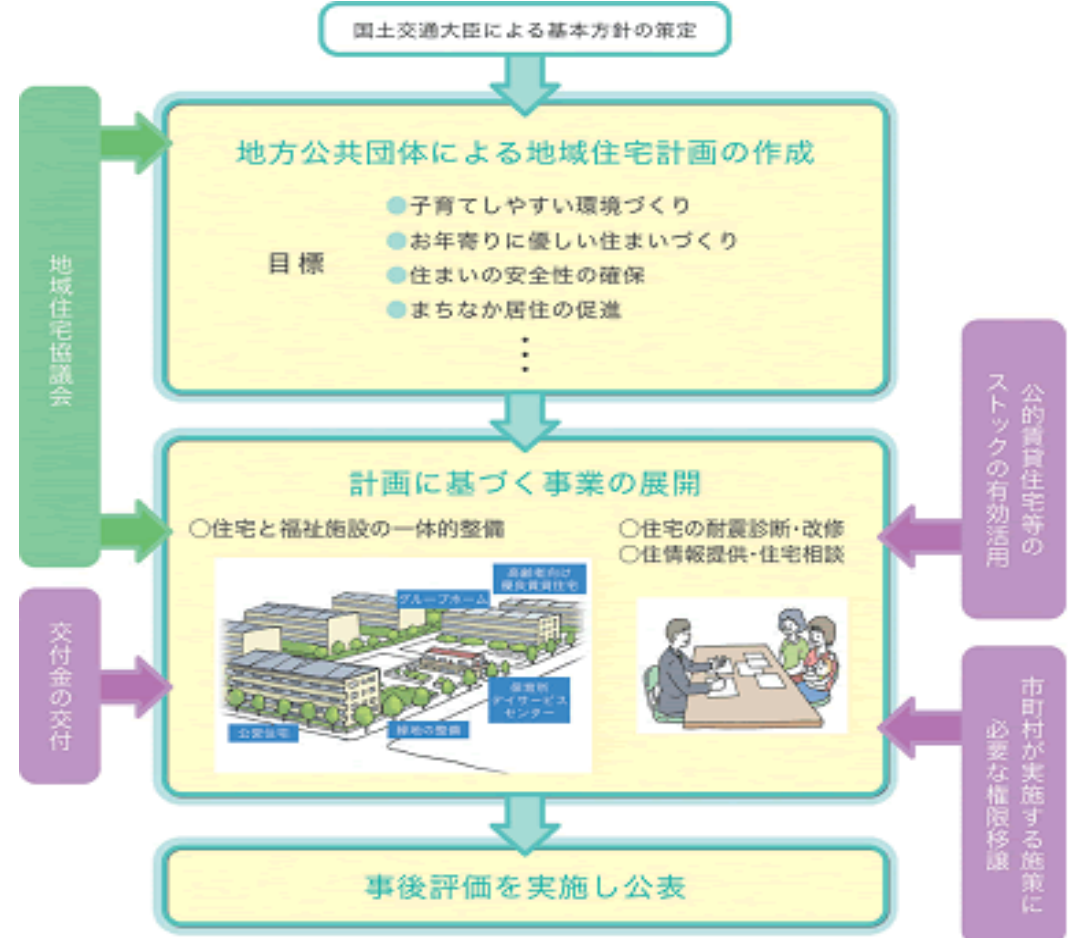 国土交通大臣による基本方針の策定
地方公共団体による地域住宅計画の作成
目標
●子育てしやすい環境づくり
●お年寄りに優しい住まいづくり
●住まいの安全性の確保
●まちなか居住の促進
⋮
地域住宅協議会
計画に基づく事業の展開
○住宅と福祉施設の一体的整備
高齢者向け
優良賃貸住宅
グループホーム
保育所
デイサービス
センター
公営住宅
緑地の整備
○住宅の耐震診断・改修
○住情報提供・住宅相談
交付金の交付
公的賃貸住宅等の
ストックの有効活用
市町村が実施する施策に
必要な権限移譲
事後評価を実施し公表